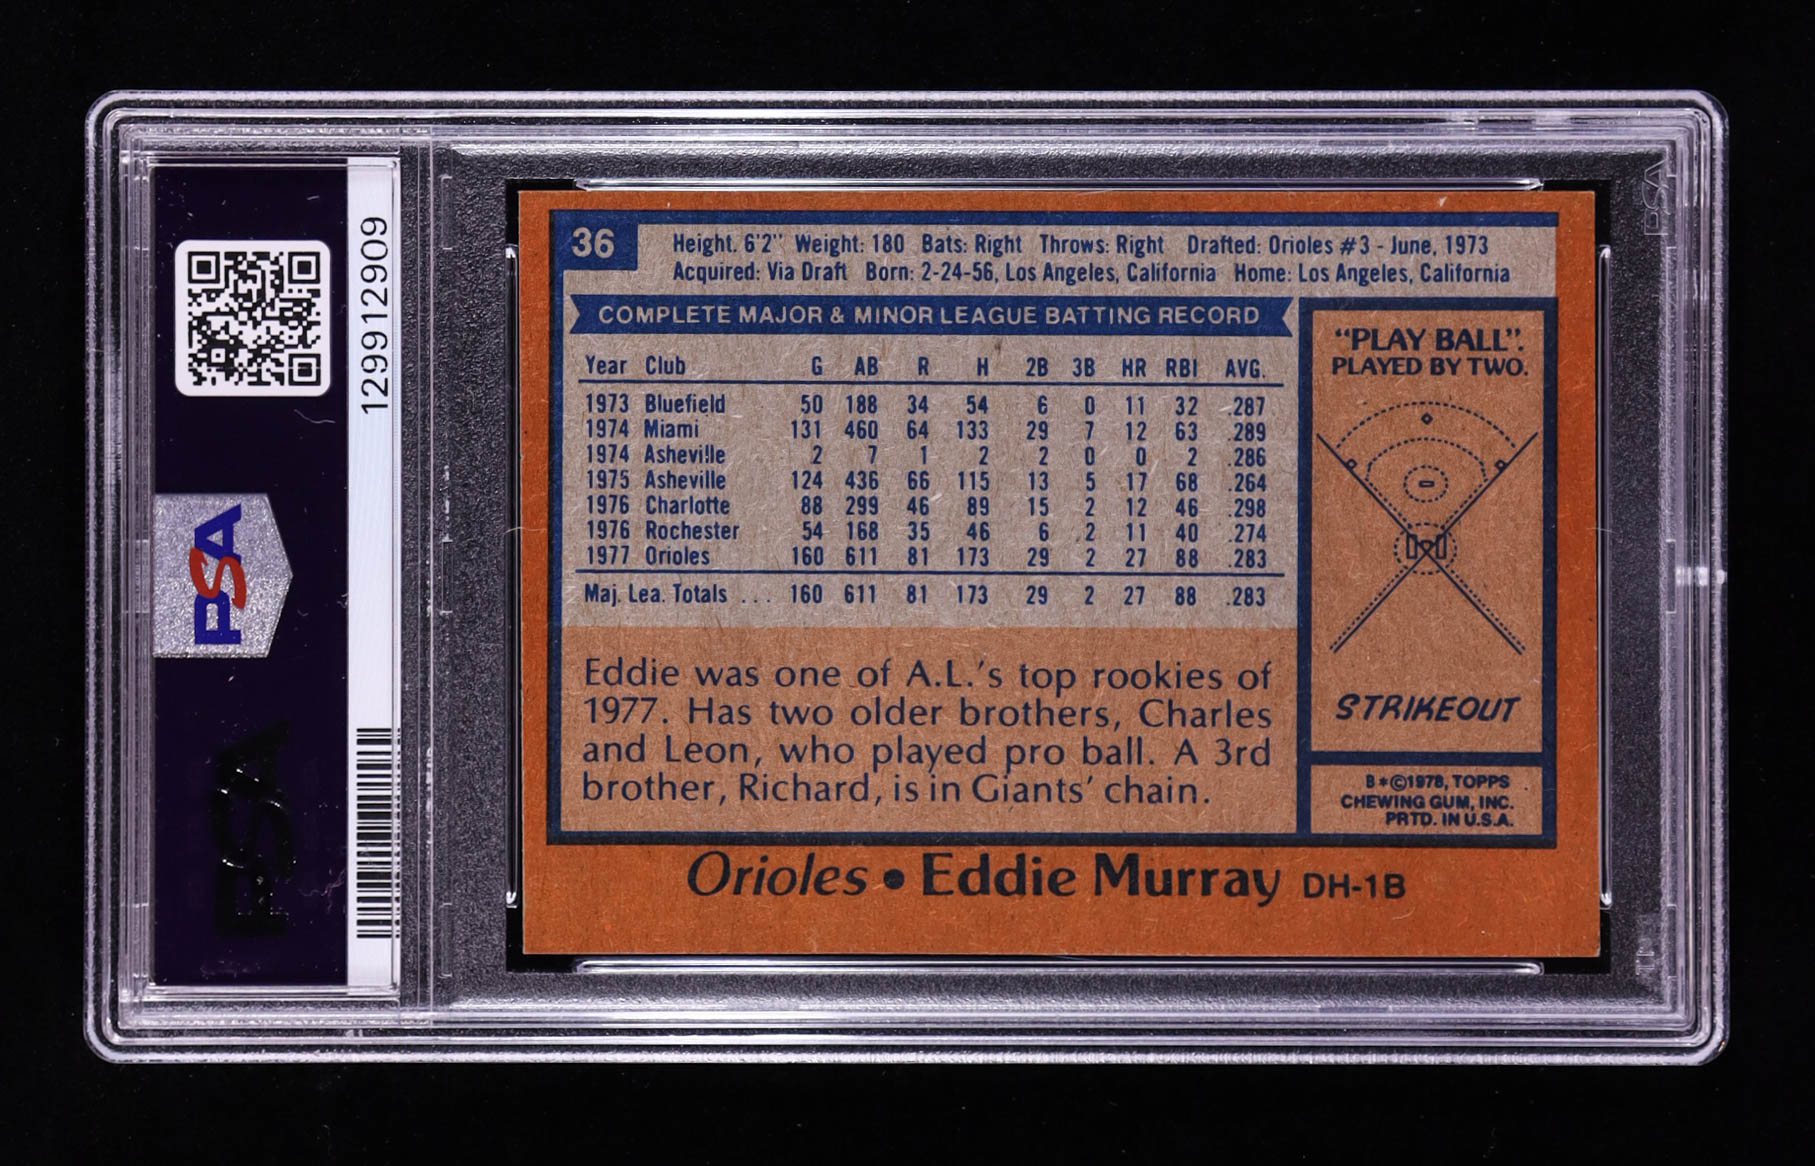 PSA
129912909
PSA
PSA
36
Height. 6'2" Weight: 180 Bats: Right Throws: Right Drafted: Orioles #3 - June, 1973
Acquired: Via Draft Born: 2-24-56, Los Angeles, California Home: Los Angeles, California
COMPLETE MAJOR & MINOR LEAGUE BATTING RECORD
Year Club G AB R H 2B 3B HR RBI AVG.
1973 Bluefield 50 188 34 54 6 0 11 32 .287
1974 Miami 131 460 64 133 29 7 12 63 .289
1974 Asheville 2 7 1 2 2 0 0 2 .286
1975 Asheville 124 436 66 115 13 5 17 68 .264
1976 Charlotte 88 299 46 89 15 2 12 46 .298
1976 Rochester 54 168 35 46 6 2 11 40 .274
1977 Orioles 160 611 81 173 29 2 27 88 .283
Maj. Lea. Totals ... 160 611 81 173 29 2 27 88 .283
Eddie was one of A.L.'s top rookies of
1977. Has two older brothers, Charles
and Leon, who played pro ball. A 3rd
brother, Richard, is in Giants' chain.
"PLAY BALL".
PLAYED BY TWO.
STRIKEOUT
B*©1978, TOPPS
CHEWING GUM, INC.
PRTD. IN U.S.A.
Orioles • Eddie Murray DH-1B